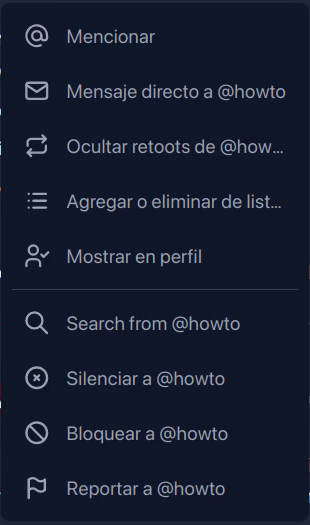 Mencionar
Mensaje directo a @howto
Ocultar retoots de @how...
Agregar o eliminar de list...
Mostrar en perfil
Search from @howto
Silenciar a @howto
Bloquear a @howto
Reportar a @howto